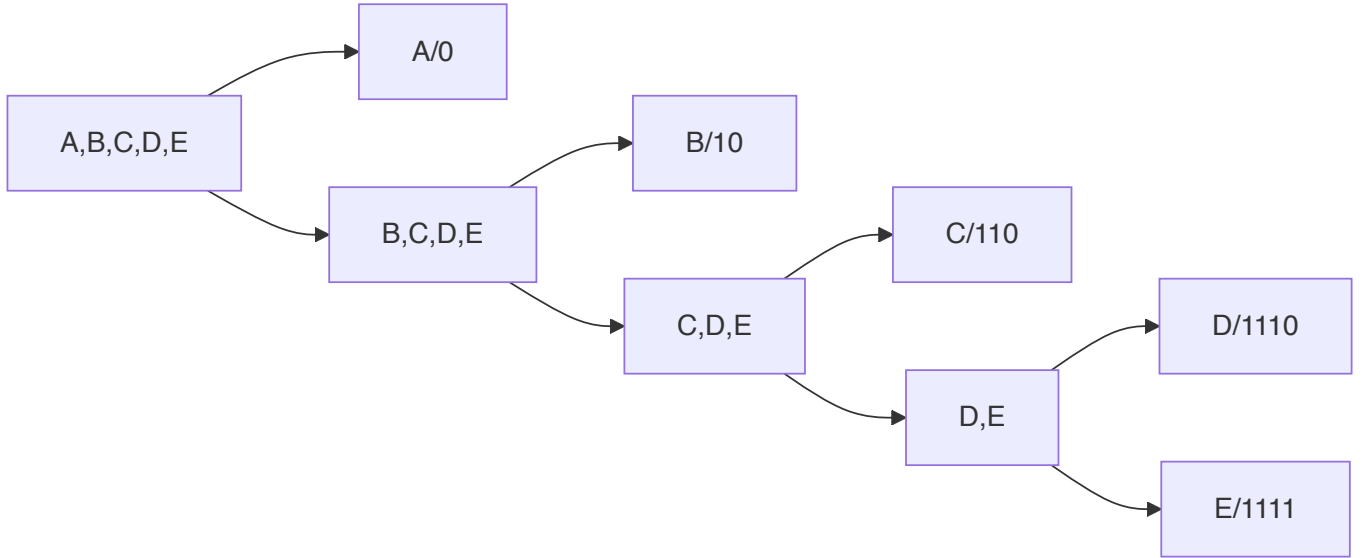 A/0
A,B,C,D,E
B/10
B,C,D,E
C/110
C,D,E
D/1110
D,E
E/1111